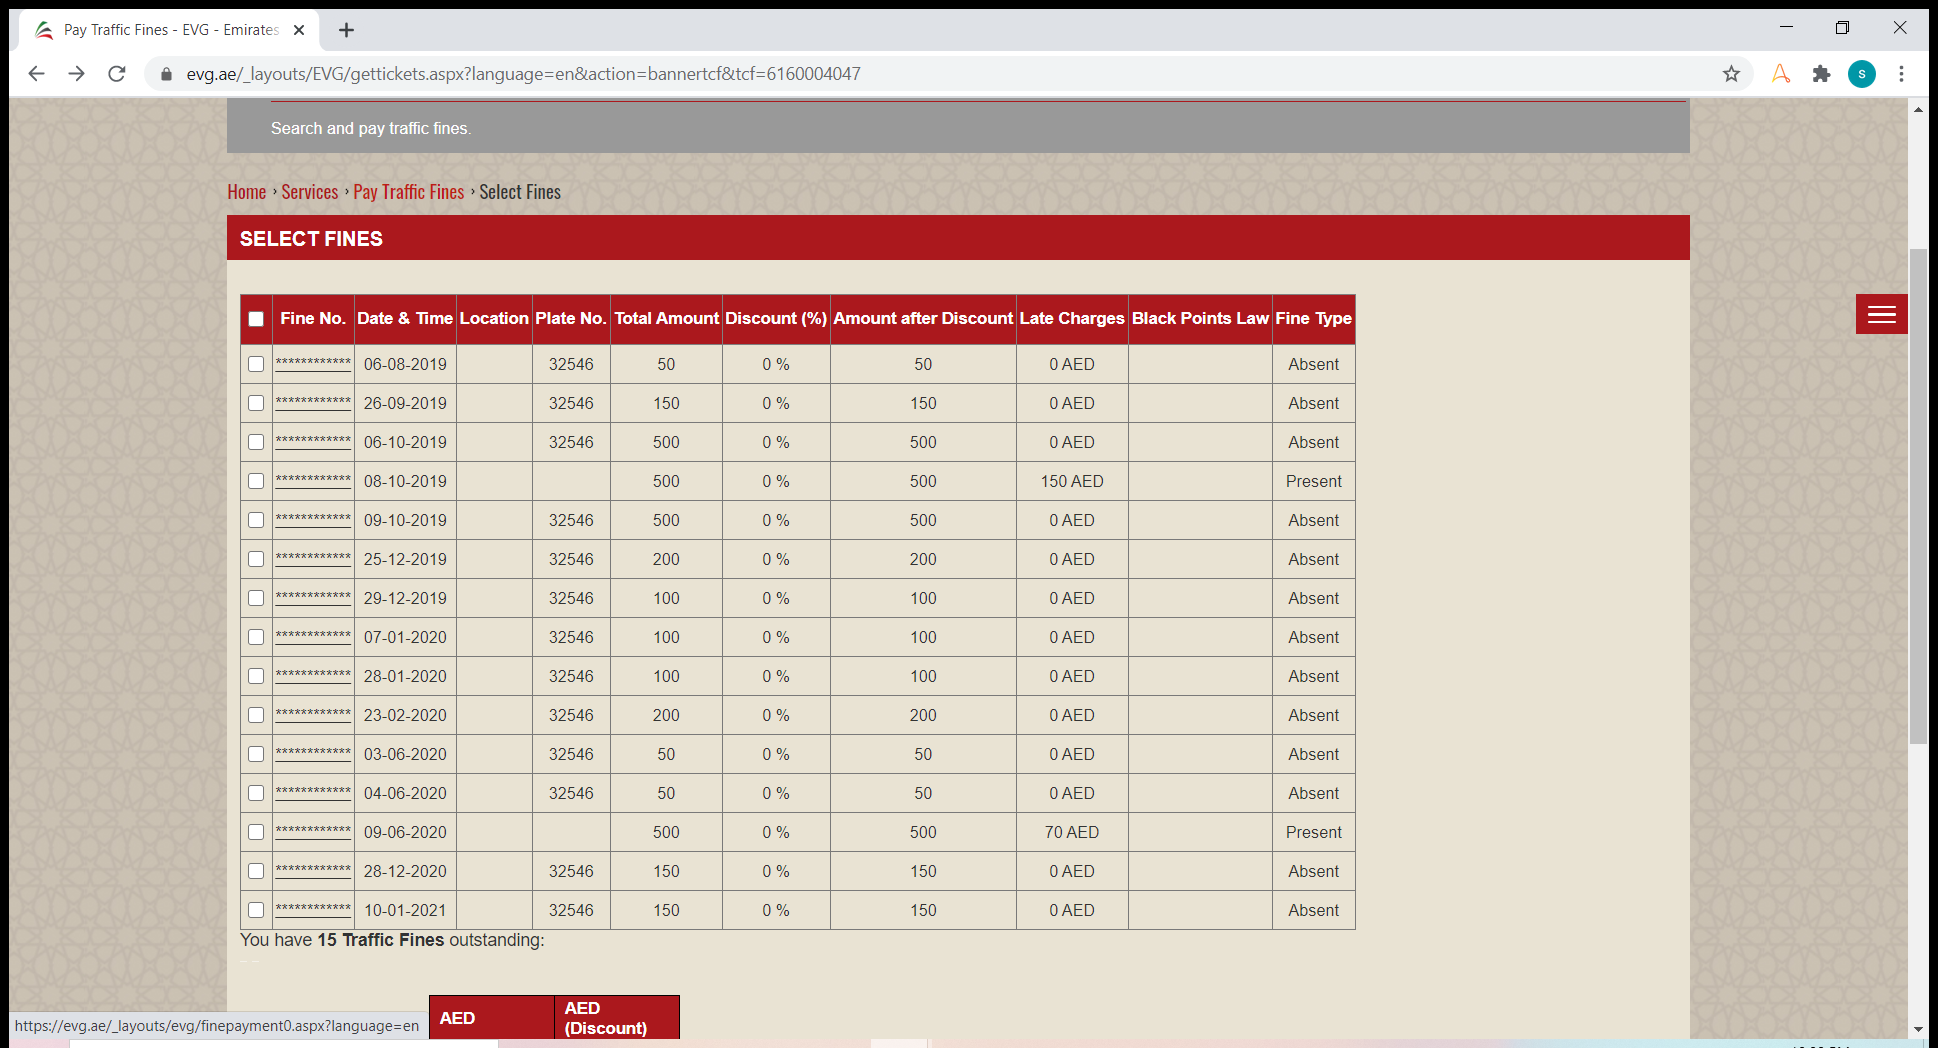 Pay Traffic Fines - EVG - Emirates
evg.ae/_layouts/EVG/gettickets.aspx?language=en&action=bannertcf&tcf=6160004047
s
Search and pay traffic fines.
Home › Services › Pay Traffic Fines › Select Fines
SELECT FINES
Fine No. Date & Time Location Plate No. Total Amount Discount (%) Amount after Discount Late Charges Black Points Law Fine Type
************ 06-08-2019 32546 50 0 % 50 0 AED Absent
************ 26-09-2019 32546 150 0 % 150 0 AED Absent
************ 06-10-2019 32546 500 0 % 500 0 AED Absent
************ 08-10-2019 500 0 % 500 150 AED Present
************ 09-10-2019 32546 500 0 % 500 0 AED Absent
************ 25-12-2019 32546 200 0 % 200 0 AED Absent
************ 29-12-2019 32546 100 0 % 100 0 AED Absent
************ 07-01-2020 32546 100 0 % 100 0 AED Absent
************ 28-01-2020 32546 100 0 % 100 0 AED Absent
************ 23-02-2020 32546 200 0 % 200 0 AED Absent
************ 03-06-2020 32546 50 0 % 50 0 AED Absent
************ 04-06-2020 32546 50 0 % 50 0 AED Absent
************ 09-06-2020 500 0 % 500 70 AED Present
************ 28-12-2020 32546 150 0 % 150 0 AED Absent
************ 10-01-2021 32546 150 0 % 150 0 AED Absent
You have 15 Traffic Fines outstanding:
AED AED
(Discount)
https://evg.ae/_layouts/evg/finepayment0.aspx?language=en